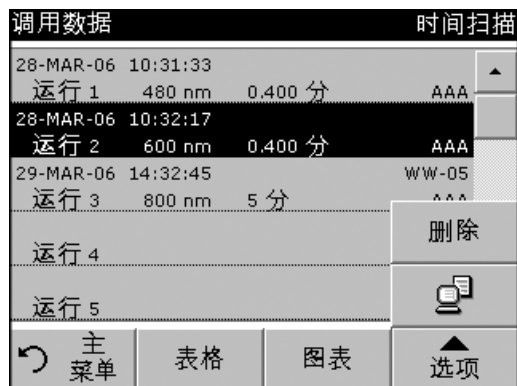 调用数据 时间扫描
28-MAR-06 10:31:33
运行 1 480 nm 0.400 分 AAA
28-MAR-06 10:32:17
运行 2 600 nm 0.400 分 AAA
29-MAR-06 14:32:45 WW-05
运行 3 800 nm 5 分
删除
运行 4
运行 5
主菜单 表格 图表 选项